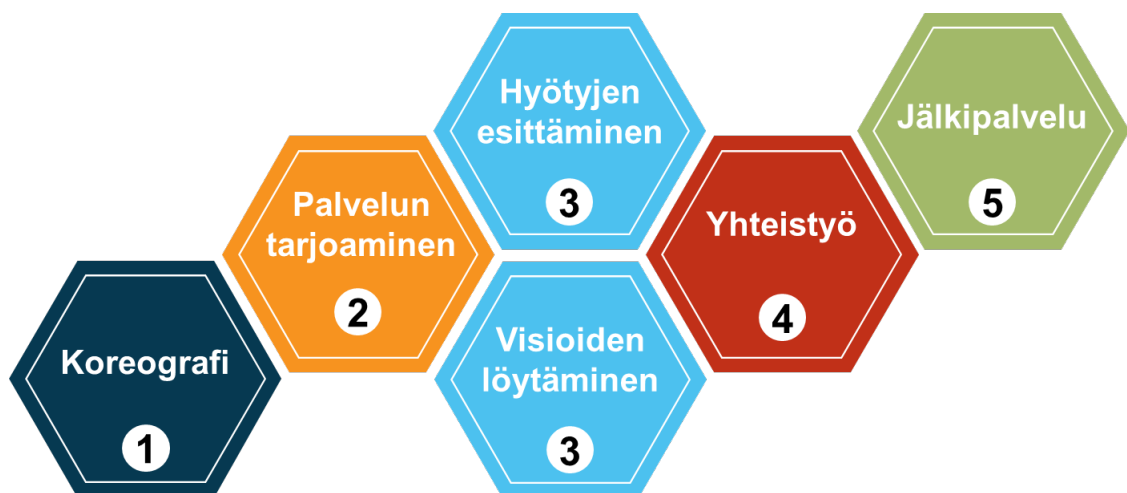 Koreografi
1
Palvelun
tarjoaminen
2
Hyötyjen
esittäminen
3
Visioiden
löytäminen
3
Yhteistyö
4
Jälkipalvelu
5